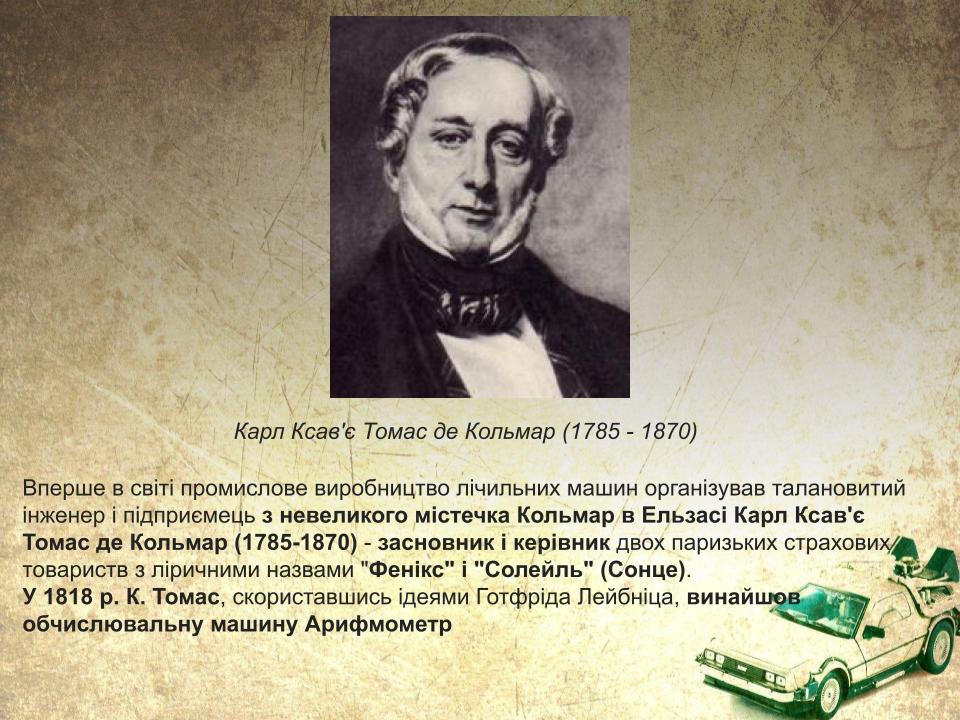 Карл Ксав'є Томас де Кольмар (1785 - 1870)
Вперше в світі промислове виробництво лічильних машин організував талановитий
інженер і підприємець з невеликого містечка Кольмар в Ельзасі Карл Ксав'є
Томас де Кольмар (1785-1870) - засновник і керівник двох паризьких страхових
товариств з ліричними назвами "Фенікс" і "Солейль" (Сонце).
У 1818 р. К. Томас, скориставшись ідеями Готфріда Лейбніца, винайшов
обчислювальну машину Арифмометр